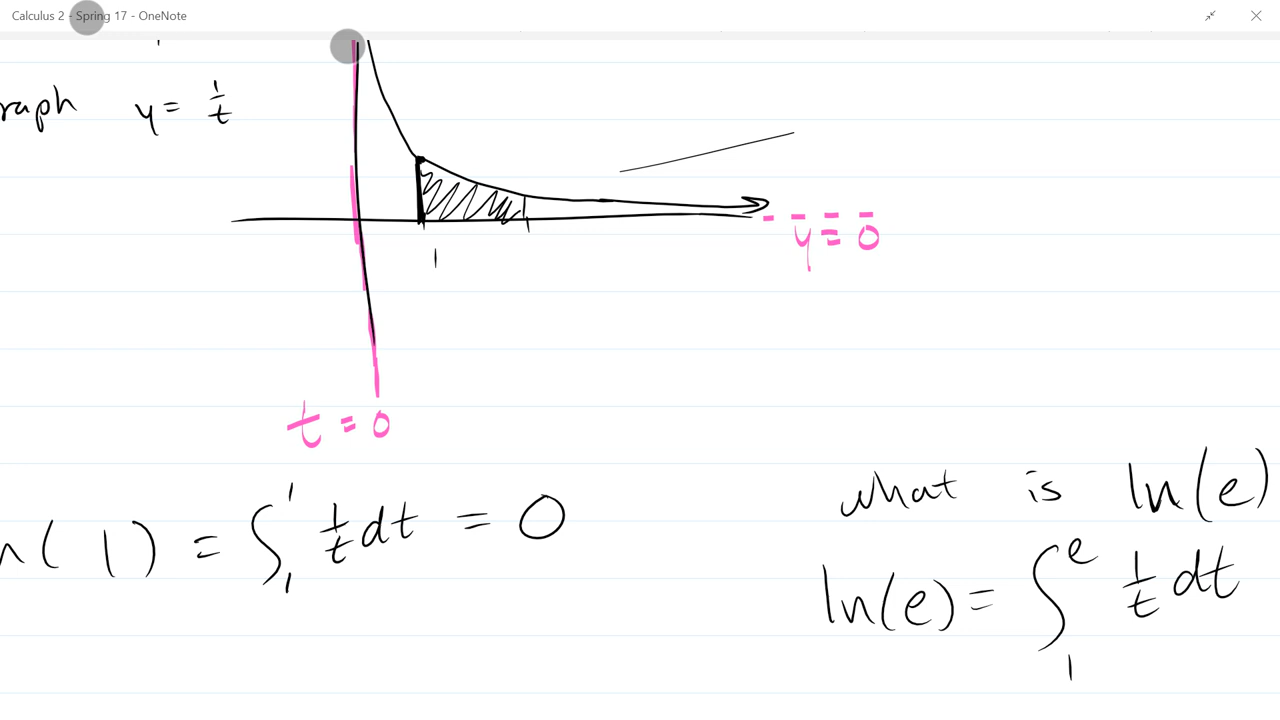 Calculus 2 - Spring 17 - OneNote
raph y = 1/t
y = 0
1
t = 0
what is ln(e)
n(1) = ∫₁¹ 1/t dt = 0
ln(e) = ∫₁ᵉ 1/t dt